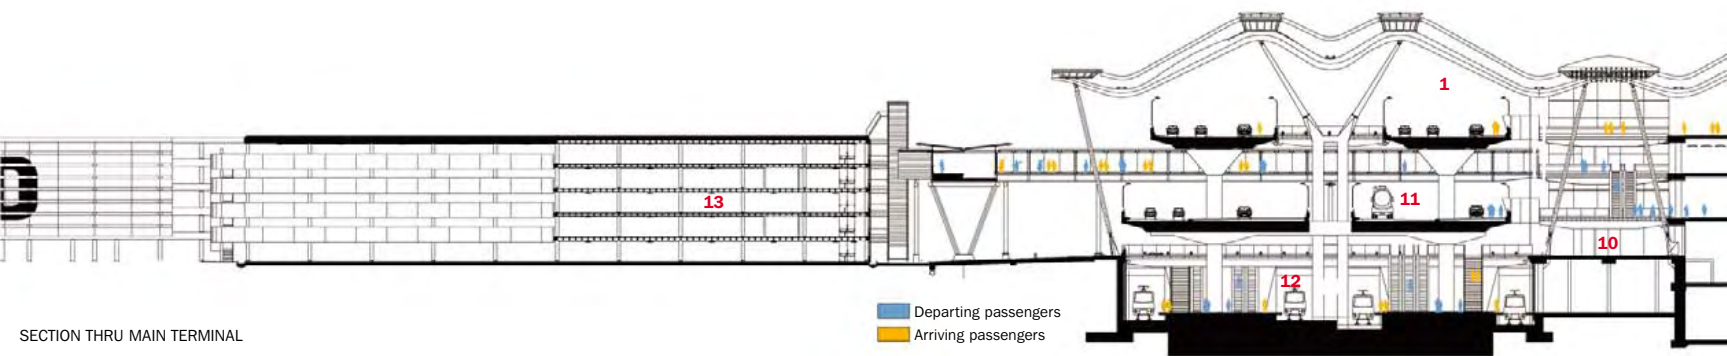 1
13
11
10
12
D
Departing passengers
Arriving passengers
SECTION THRU MAIN TERMINAL